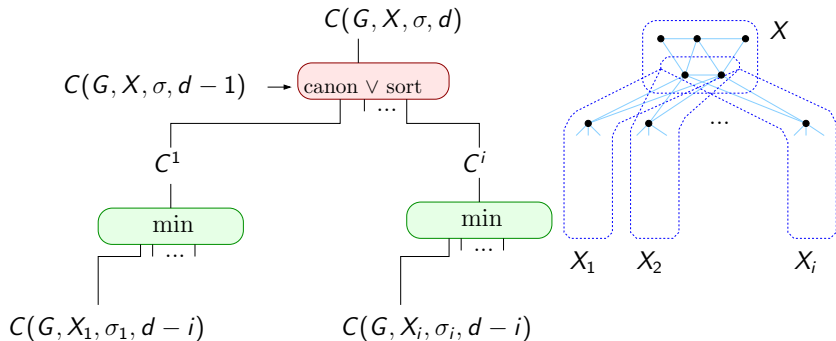 C(G, X, σ, d)
X
C(G, X, σ, d − 1)
canon ∨ sort
...
...
C¹
Cⁱ
min
min
...
...
X₁
X₂
Xᵢ
C(G, X₁, σ₁, d − i)
C(G, Xᵢ, σᵢ, d − i)